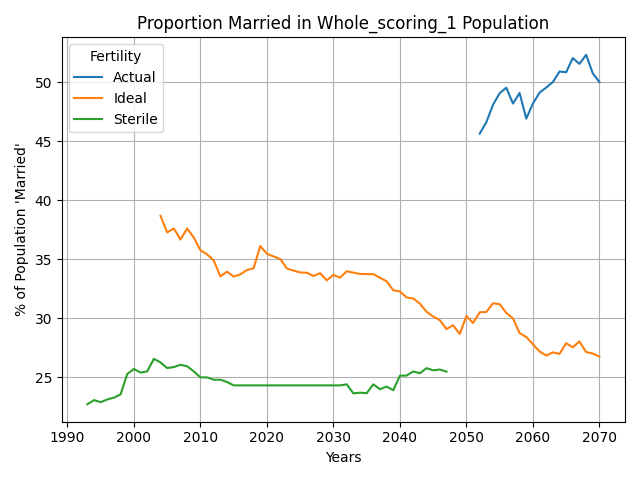 Proportion Married in Whole_scoring_1 Population
Fertility
Actual
Ideal
Sterile
% of Population 'Married'
50
45
40
35
30
25
1990 2000 2010 2020 2030 2040 2050 2060 2070
Years